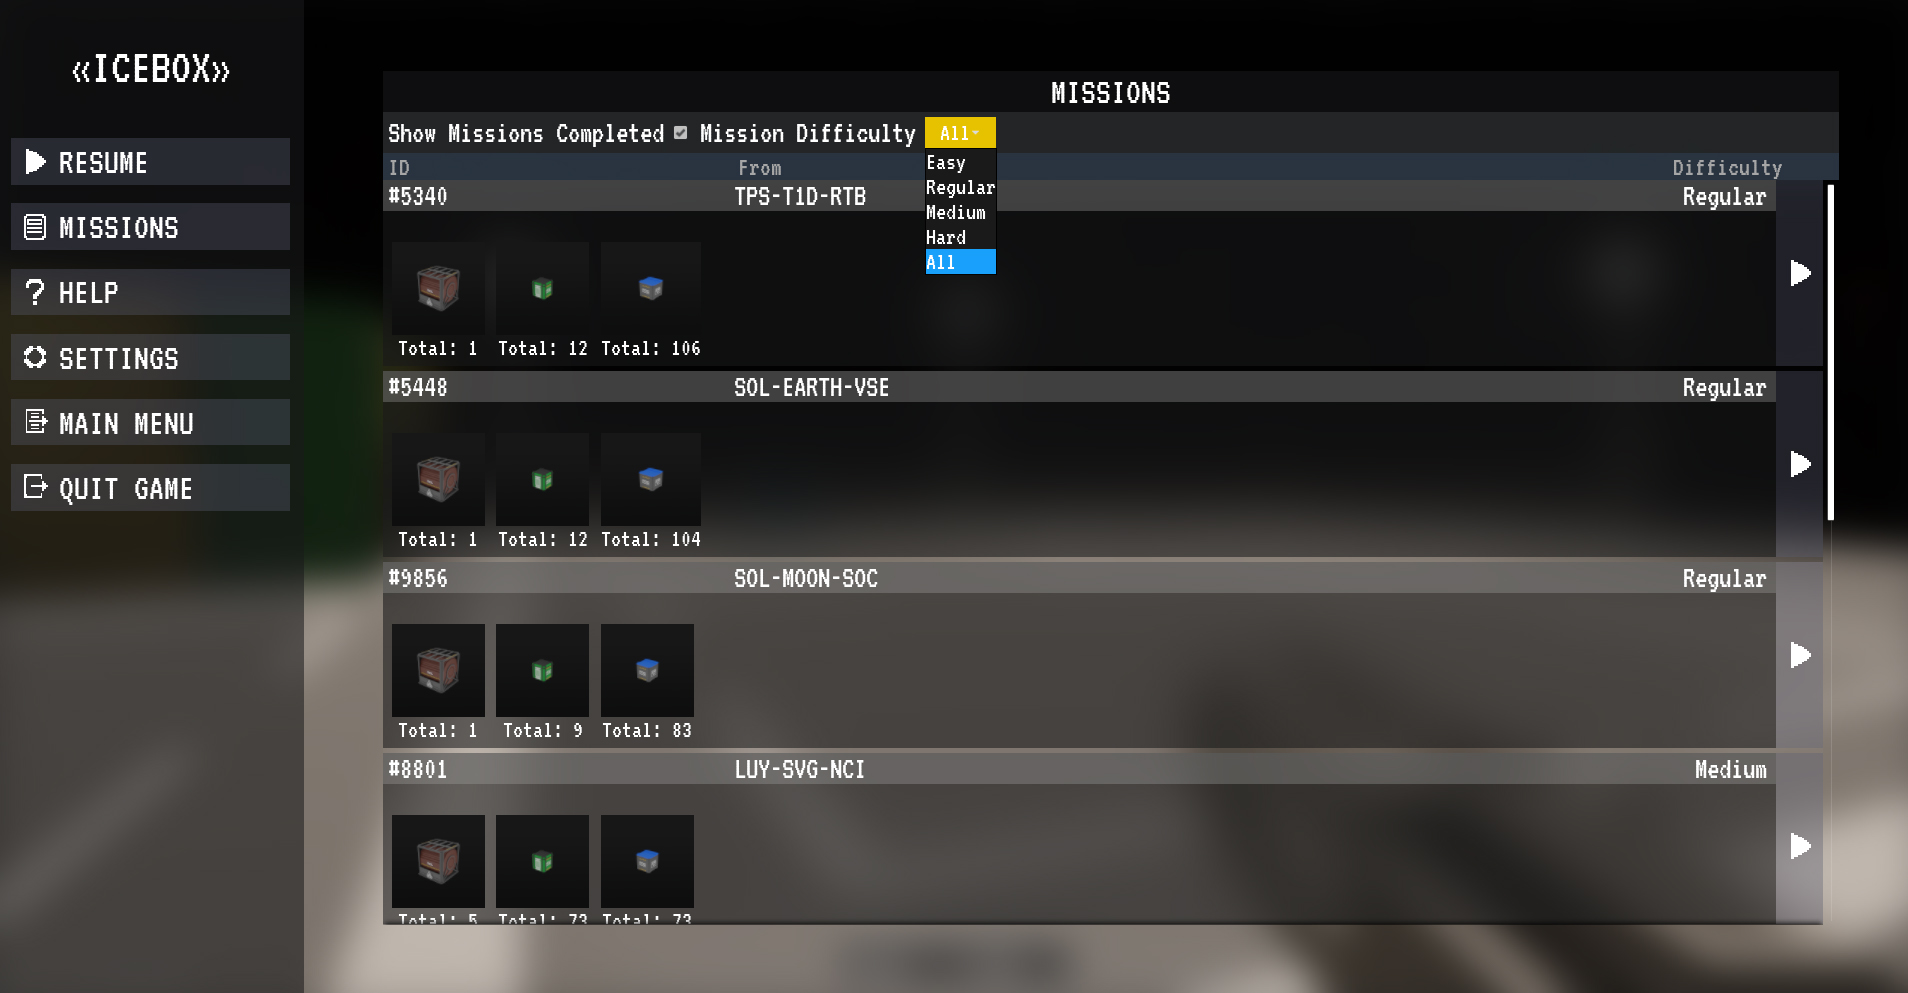 «ICEBOX»
RESUME
MISSIONS
HELP
SETTINGS
MAIN MENU
QUIT GAME
MISSIONS
Show Missions Completed Mission Difficulty All
Easy
Regular
Medium
Hard
All
ID From Difficulty
#5340 TPS-T1D-RTB Regular
Total: 1 Total: 12 Total: 106
#5448 SOL-EARTH-VSE Regular
Total: 1 Total: 12 Total: 104
#9856 SOL-MOON-SOC Regular
Total: 1 Total: 9 Total: 83
#8801 LUY-SVG-NCI Medium
Total: 5 Total: 73 Total: 73